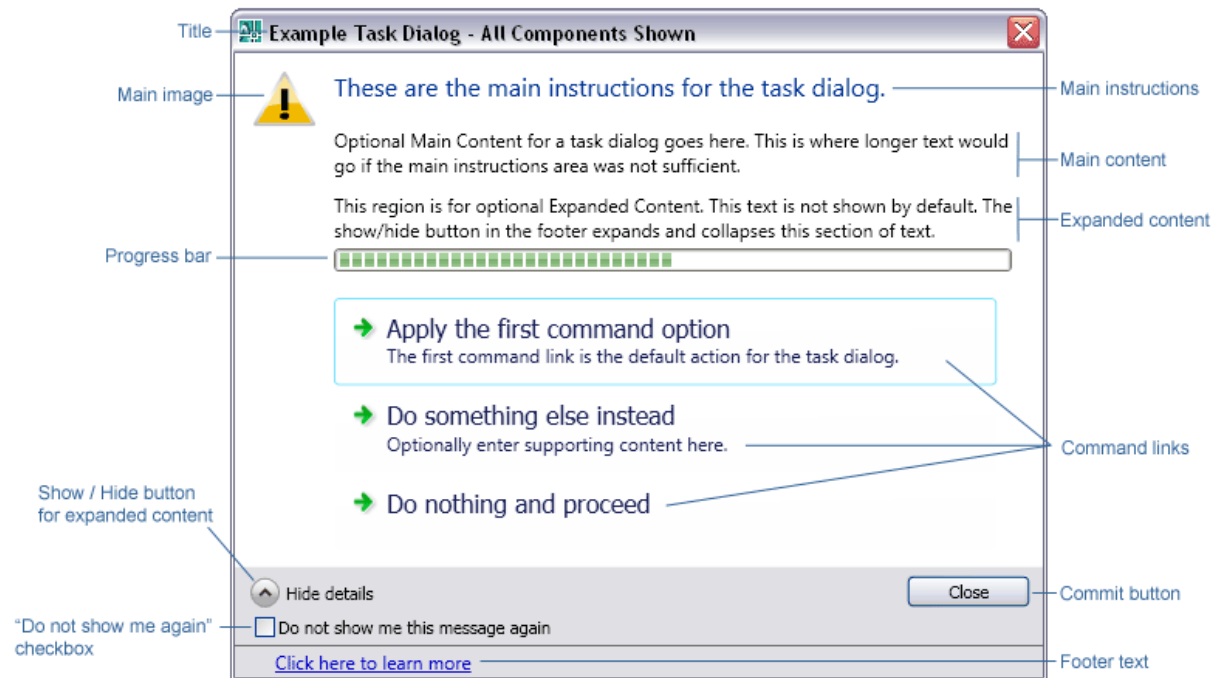 Title
Example Task Dialog - All Components Shown
Main image
These are the main instructions for the task dialog.
Main instructions
Optional Main Content for a task dialog goes here. This is where longer text would
go if the main instructions area was not sufficient.
Main content
This region is for optional Expanded Content. This text is not shown by default. The
show/hide button in the footer expands and collapses this section of text.
Expanded content
Progress bar
Apply the first command option
The first command link is the default action for the task dialog.
Do something else instead
Optionally enter supporting content here.
Command links
Do nothing and proceed
Show / Hide button
for expanded content
Hide details
Close
Commit button
"Do not show me again"
checkbox
Do not show me this message again
Click here to learn more
Footer text